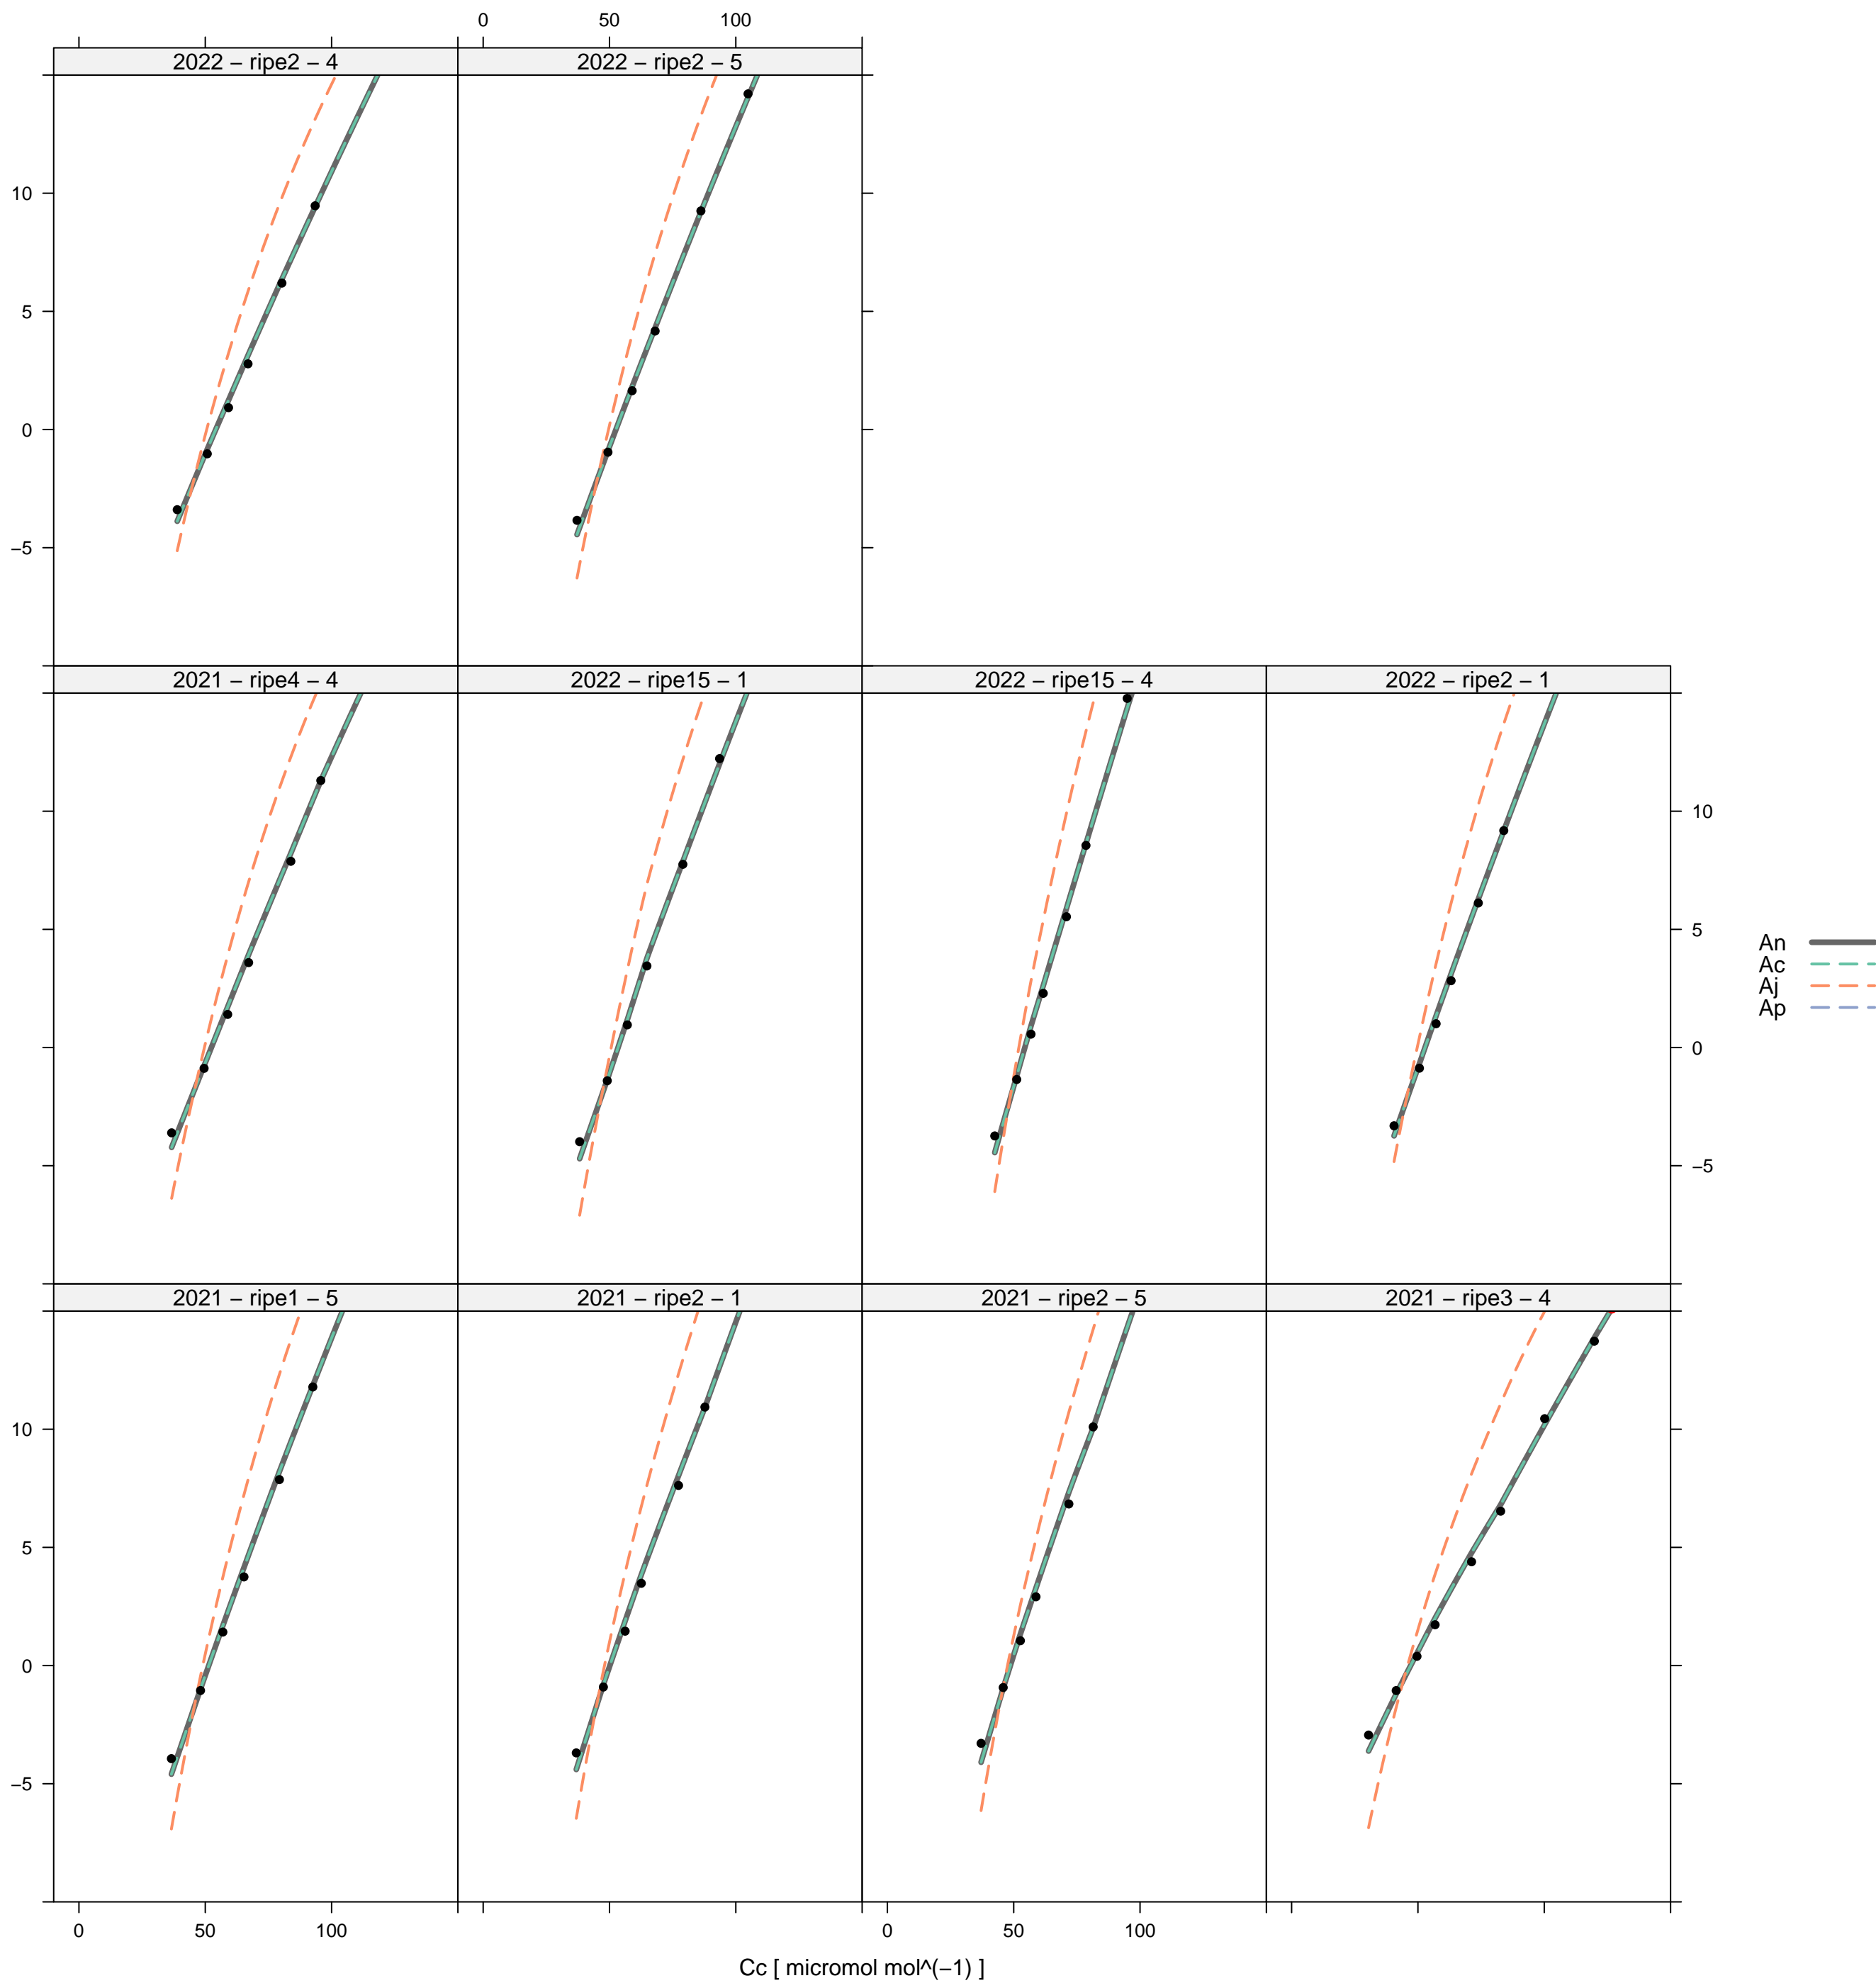 0 50 100
2022 − ripe2 − 4 2022 − ripe2 − 5
10
5
0
−5
2021 − ripe4 − 4 2022 − ripe15 − 1 2022 − ripe15 − 4 2022 − ripe2 − 1
10
5
0
−5
An
Ac
Aj
Ap
2021 − ripe1 − 5 2021 − ripe2 − 1 2021 − ripe2 − 5 2021 − ripe3 − 4
10
5
0
−5
0 50 100 0 50 100
Cc [ micromol mol^(−1) ]